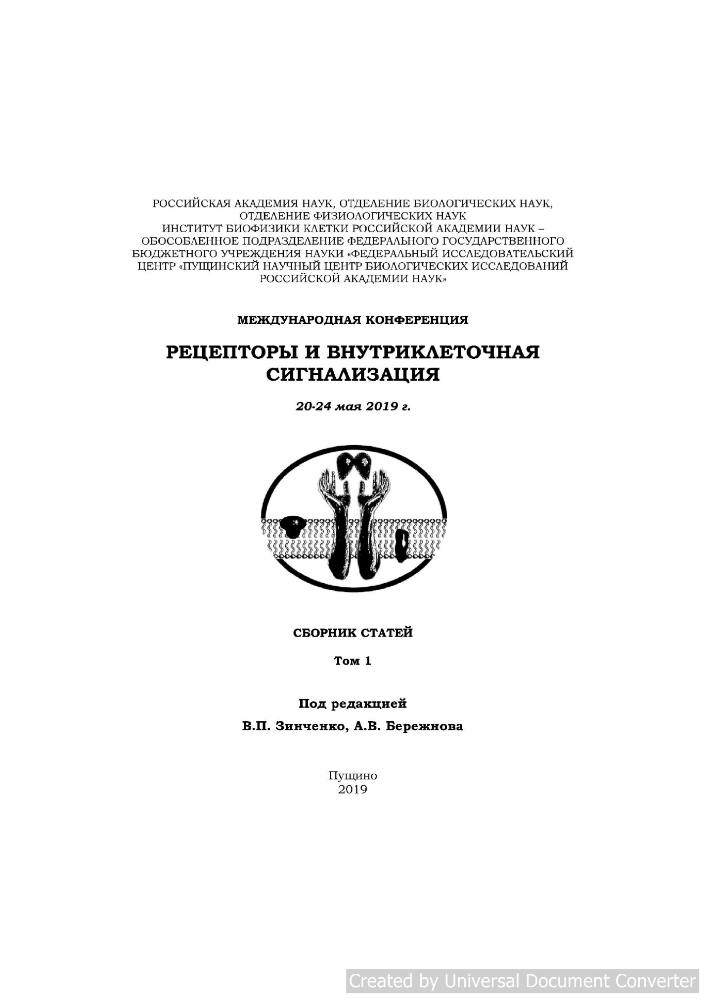 РОССИЙСКАЯ АКАДЕМИЯ НАУК, ОТДЕЛЕНИЕ БИОЛОГИЧЕСКИХ НАУК,
ОТДЕЛЕНИЕ ФИЗИОЛОГИЧЕСКИХ НАУК
ИНСТИТУТ БИОФИЗИКИ КЛЕТКИ РОССИЙСКОЙ АКАДЕМИИ НАУК –
ОБОСОБЛЕННОЕ ПОДРАЗДЕЛЕНИЕ ФЕДЕРАЛЬНОГО ГОСУДАРСТВЕННОГО
БЮДЖЕТНОГО УЧРЕЖДЕНИЯ НАУКИ «ФЕДЕРАЛЬНЫЙ ИССЛЕДОВАТЕЛЬСКИЙ
ЦЕНТР «ПУЩИНСКИЙ НАУЧНЫЙ ЦЕНТР БИОЛОГИЧЕСКИХ ИССЛЕДОВАНИЙ
РОССИЙСКОЙ АКАДЕМИИ НАУК»
МЕЖДУНАРОДНАЯ КОНФЕРЕНЦИЯ
РЕЦЕПТОРЫ И ВНУТРИКЛЕТОЧНАЯ
СИГНАЛИЗАЦИЯ
20-24 мая 2019 г.
СБОРНИК СТАТЕЙ
Том 1
Под редакцией
В.П. Зинченко, А.В. Бережнова
Пущино
2019
Created by Universal Document Converter